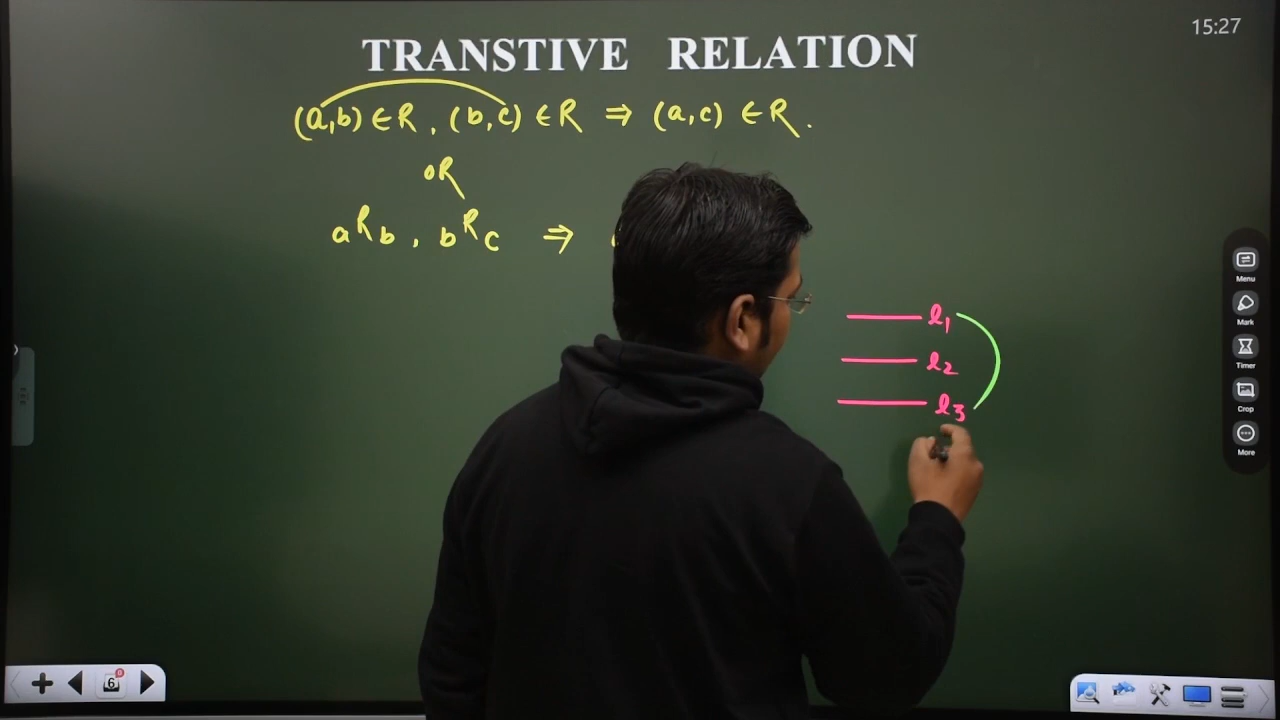 15:27
TRANSTIVE RELATION
(a,b) ∈ R, (b,c) ∈ R ⇒ (a,c) ∈ R.
OR
aRb, bRc ⇒
l1
l2
l3
Menu
Mark
Timer
Crop
More
6